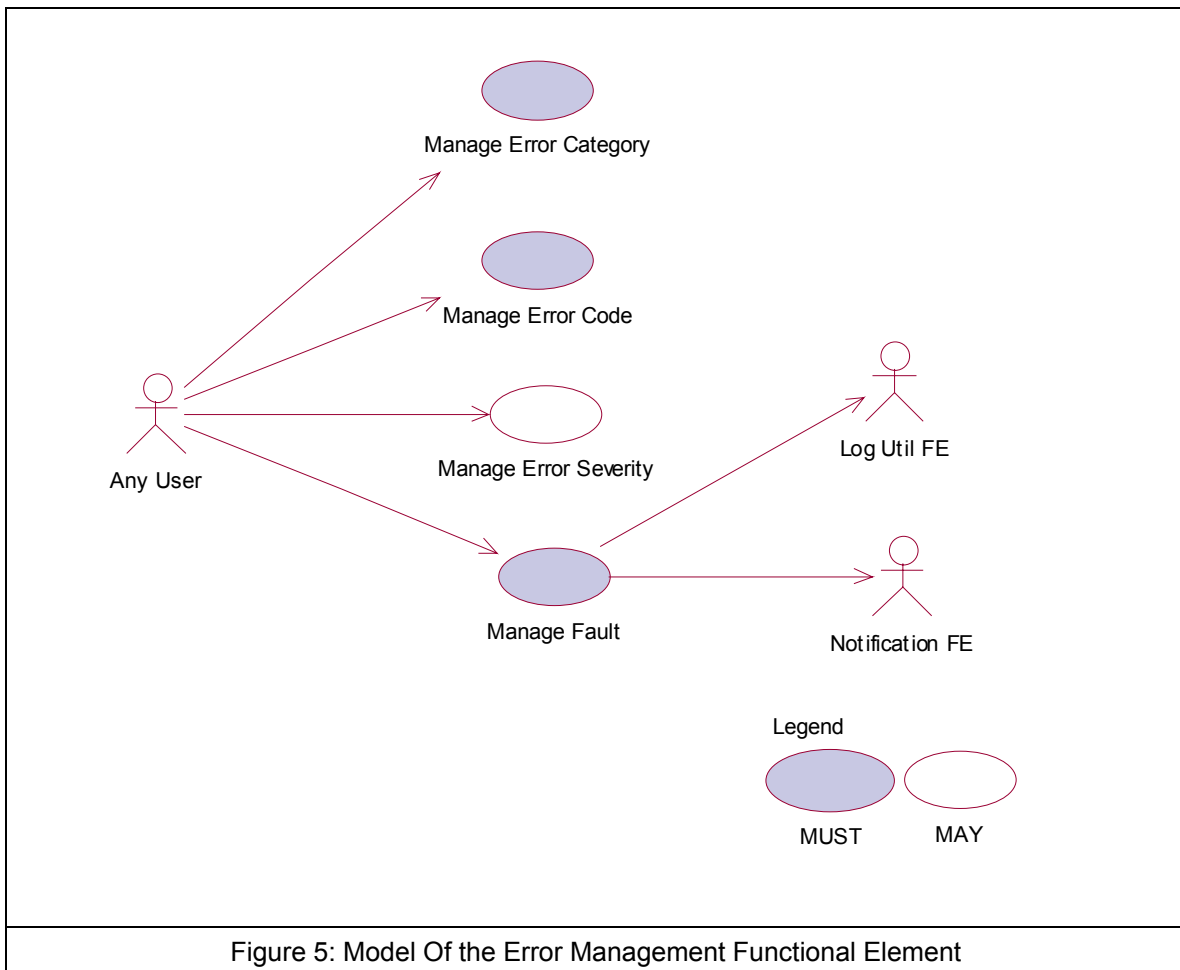 Manage Error Category
Manage Error Code
Manage Error Severity
Any User
Log Util FE
Manage Fault
Notification FE
Legend
MUST
MAY
Figure 5: Model Of the Error Management Functional Element